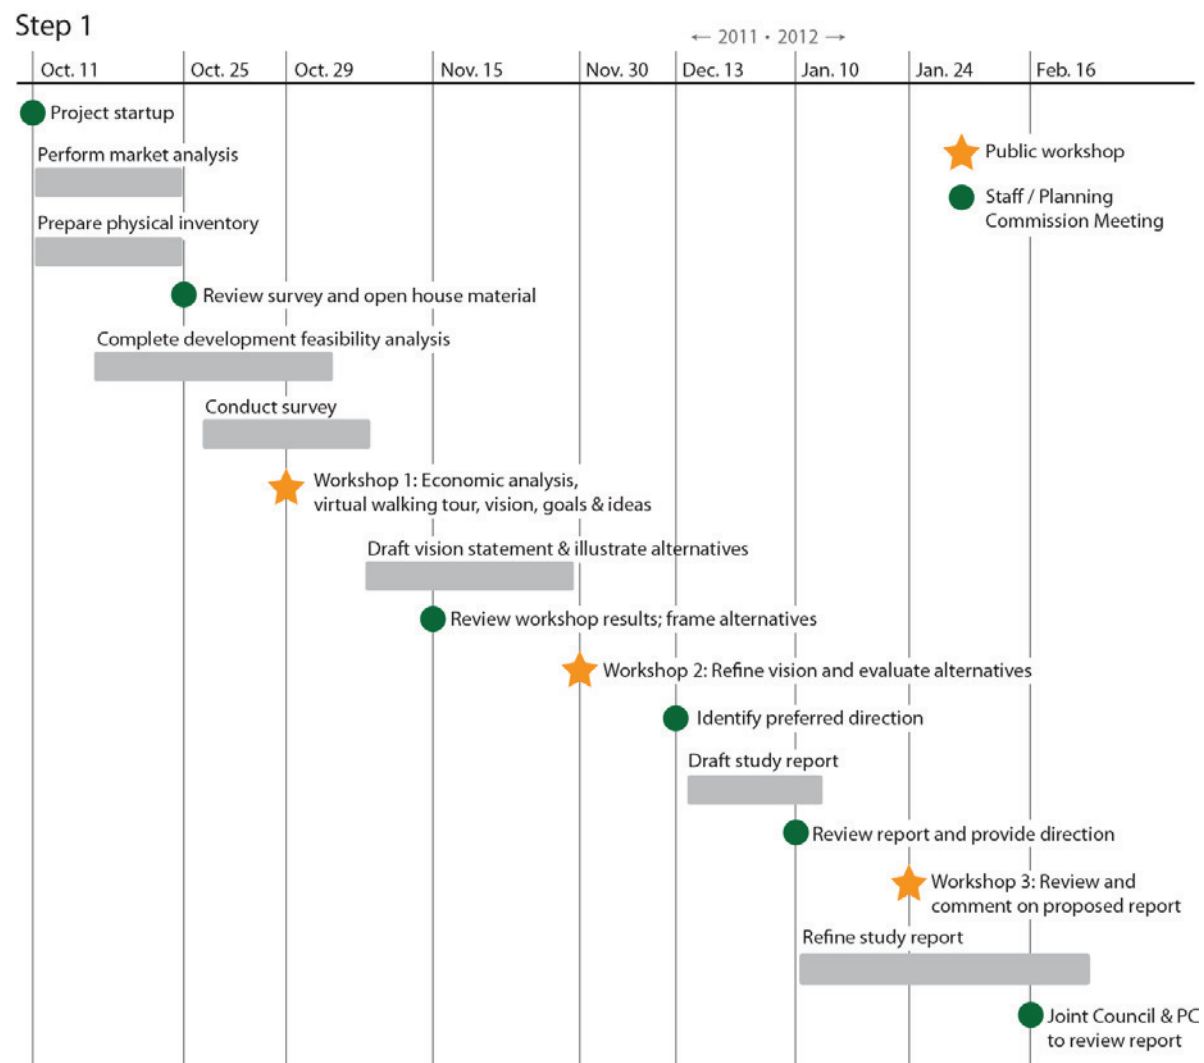 Step 1
← 2011 • 2012 →
Oct. 11
Oct. 25
Oct. 29
Nov. 15
Nov. 30
Dec. 13
Jan. 10
Jan. 24
Feb. 16
Project startup
Perform market analysis
Public workshop
Staff / Planning
Commission Meeting
Prepare physical inventory
Review survey and open house material
Complete development feasibility analysis
Conduct survey
Workshop 1: Economic analysis,
virtual walking tour, vision, goals & ideas
Draft vision statement & illustrate alternatives
Review workshop results; frame alternatives
Workshop 2: Refine vision and evaluate alternatives
Identify preferred direction
Draft study report
Review report and provide direction
Workshop 3: Review and
comment on proposed report
Refine study report
Joint Council & PC
to review report